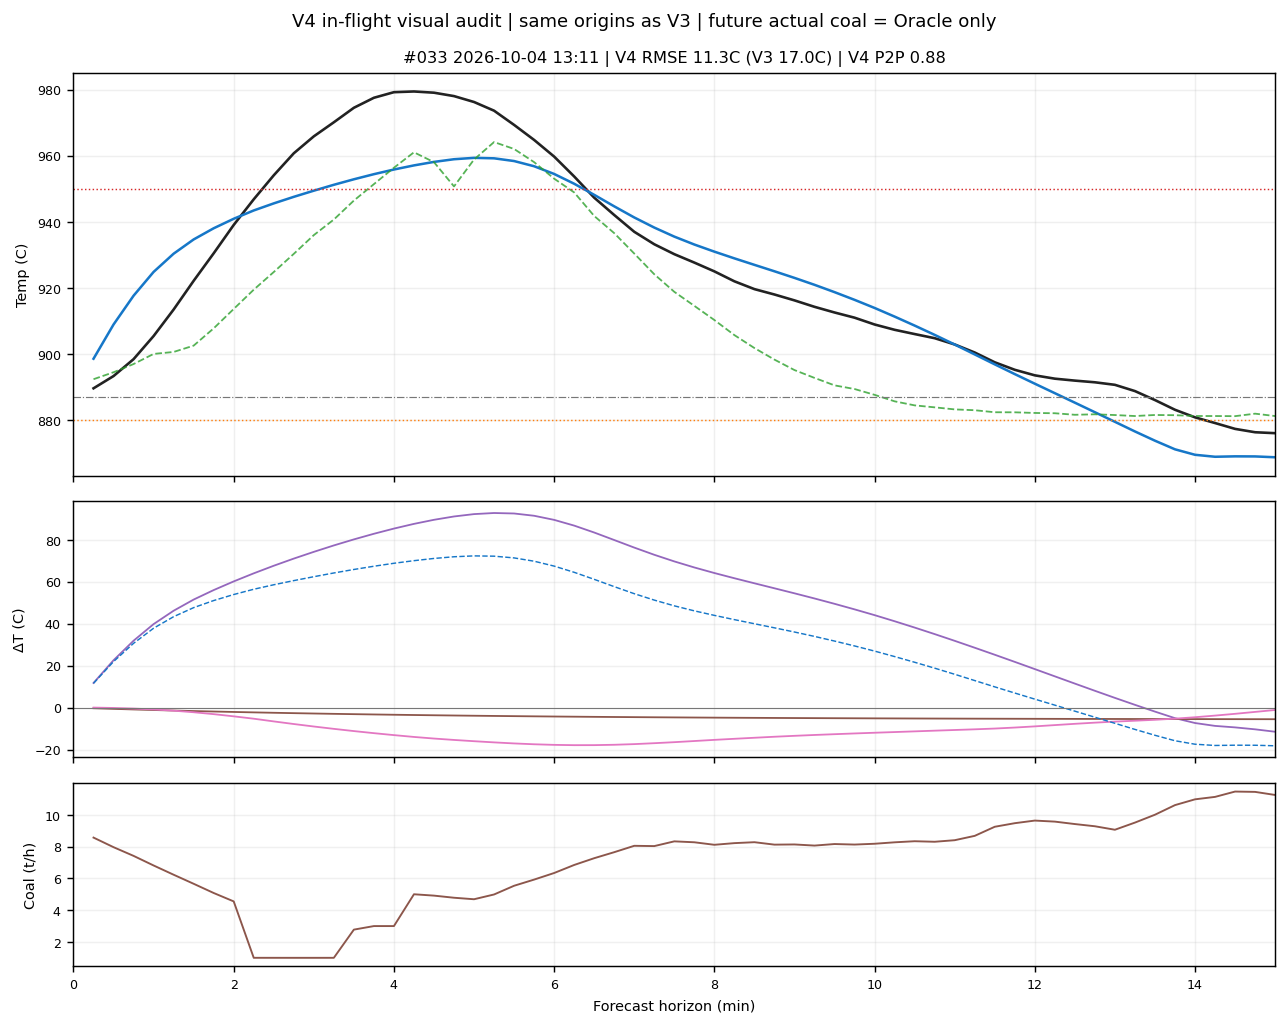 V4 in-flight visual audit | same origins as V3 | future actual coal = Oracle only
#033 2026-10-04 13:11 | V4 RMSE 11.3C (V3 17.0C) | V4 P2P 0.88
980
960
940
920
900
880
Temp (C)
80
60
40
20
0
−20
ΔT (C)
10
8
6
4
2
Coal (t/h)
0 2 4 6 8 10 12 14
Forecast horizon (min)